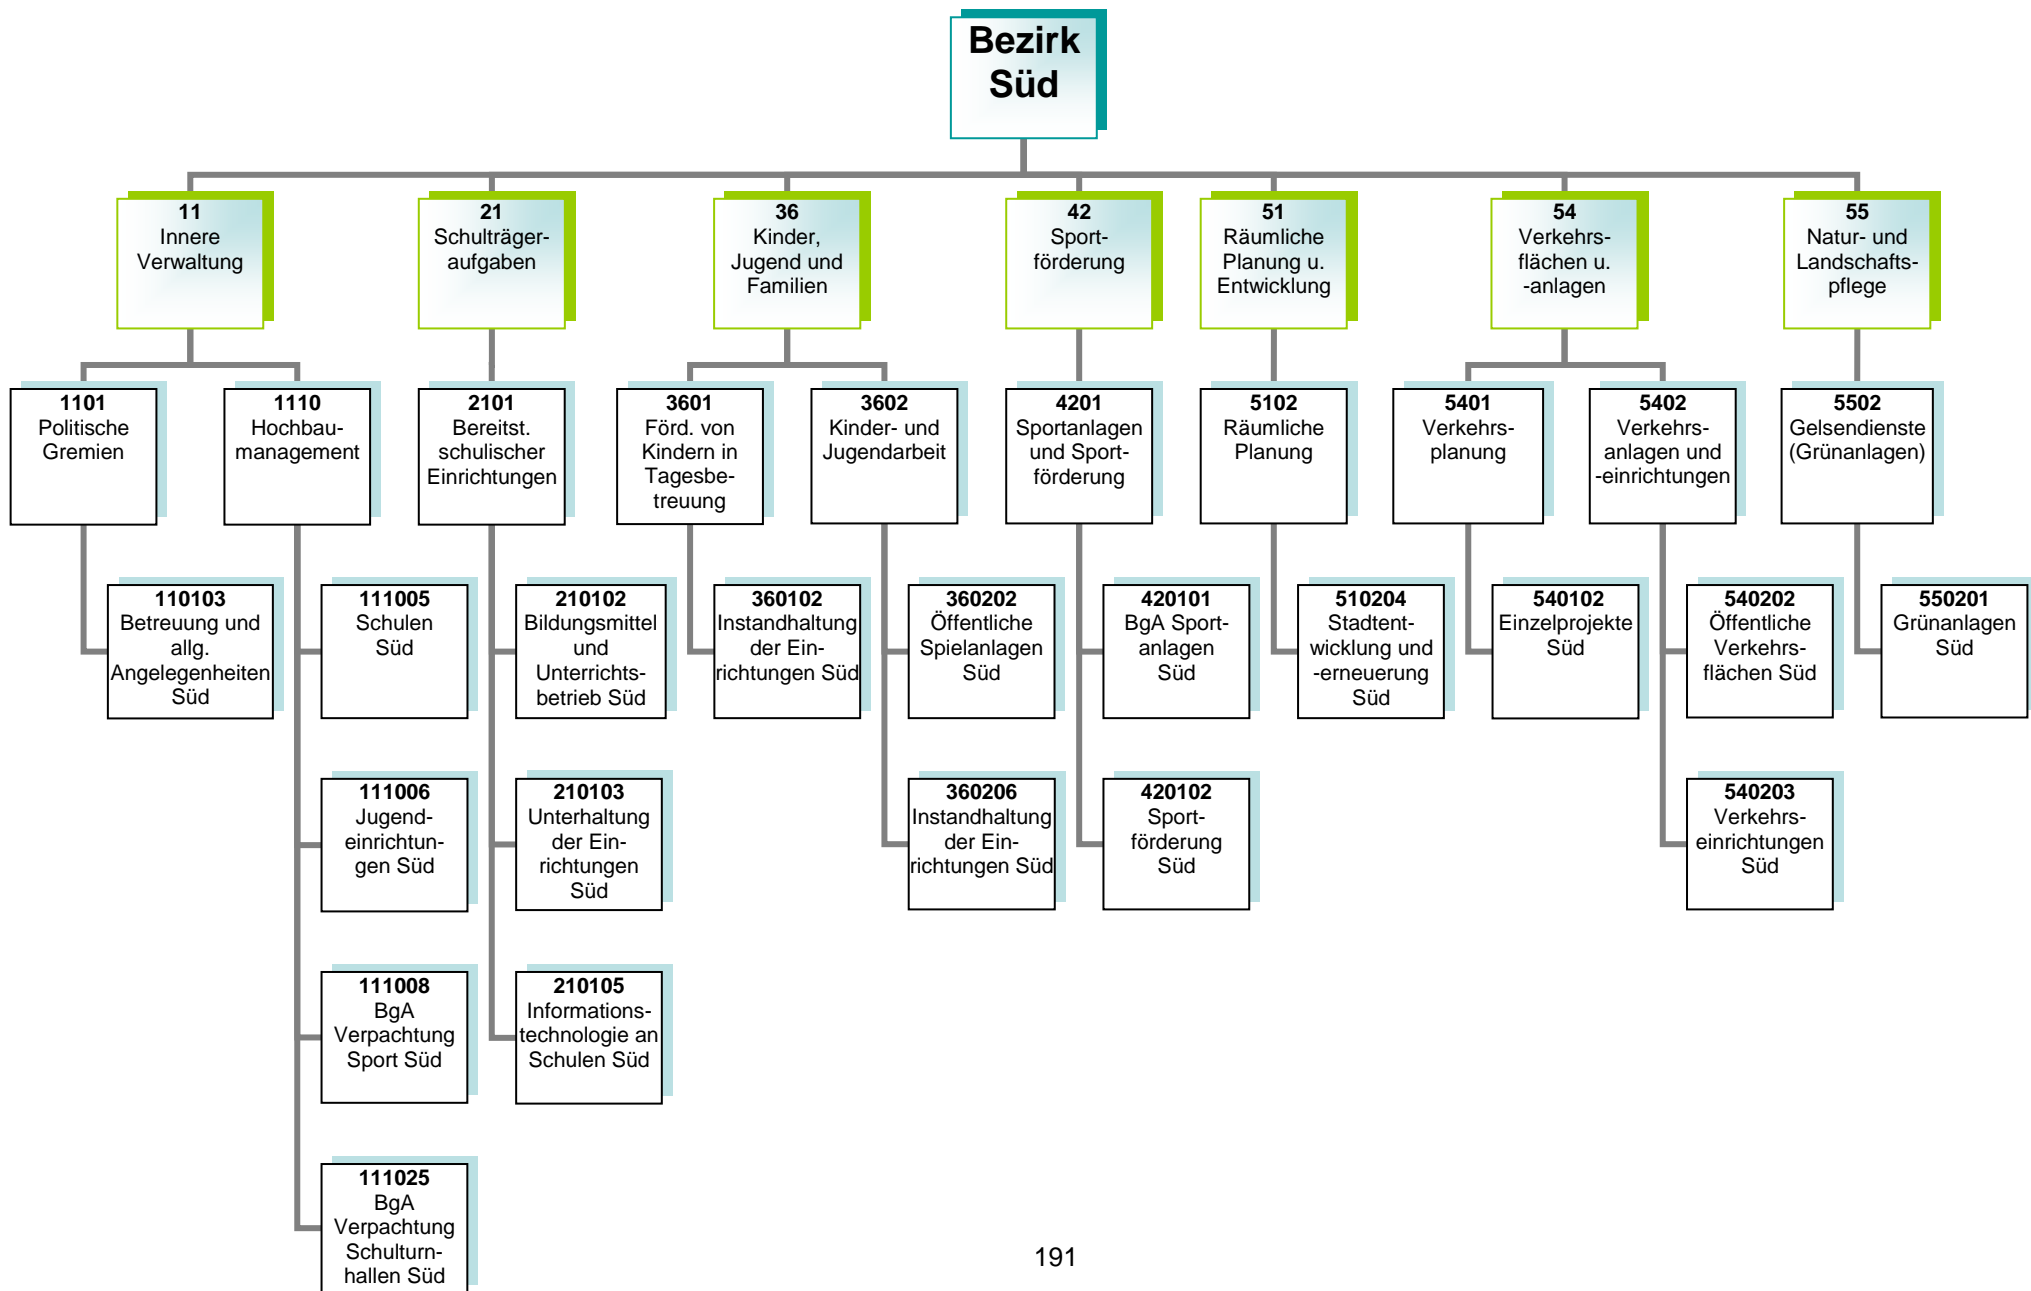 Bezirk
Süd
11
Innere
Verwaltung
21
Schulträger-
aufgaben
36
Kinder,
Jugend und
Familien
42
Sport-
förderung
51
Räumliche
Planung u.
Entwicklung
54
Verkehrs-
flächen u.
-anlagen
55
Natur- und
Landschafts-
pflege
1101
Politische
Gremien
1110
Hochbau-
management
2101
Bereitst.
schulischer
Einrichtungen
3601
Förd. von
Kindern in
Tagesbe-
treuung
3602
Kinder- und
Jugendarbeit
4201
Sportanlagen
und Sport-
förderung
5102
Räumliche
Planung
5401
Verkehrs-
planung
5402
Verkehrs-
anlagen und
-einrichtungen
5502
Gelsendienste
(Grünanlagen)
110103
Betreuung und
allg.
Angelegenheiten
Süd
111005
Schulen
Süd
210102
Bildungsmittel
und
Unterrichts-
betrieb Süd
360102
Instandhaltung
der Ein-
richtungen Süd
360202
Öffentliche
Spielanlagen
Süd
420101
BgA Sport-
anlagen
Süd
510204
Stadtent-
wicklung und
-erneuerung
Süd
540102
Einzelprojekte
Süd
540202
Öffentliche
Verkehrs-
flächen Süd
550201
Grünanlagen
Süd
111006
Jugend-
einrichtun-
gen Süd
210103
Unterhaltung
der Ein-
richtungen
Süd
360206
Instandhaltung
der Ein-
richtungen Süd
420102
Sport-
förderung
Süd
540203
Verkehrs-
einrichtungen
Süd
111008
BgA
Verpachtung
Sport Süd
210105
Informations-
technologie an
Schulen Süd
111025
BgA
Verpachtung
Schulturn-
hallen Süd
191